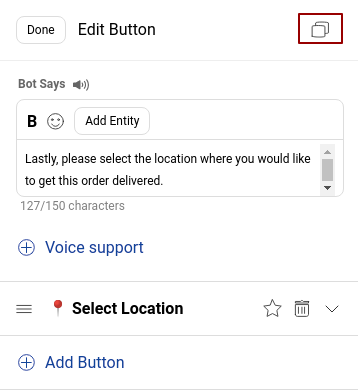 Done Edit Button
Bot Says
B Add Entity
Lastly, please select the location where you would like
to get this order delivered.
127/150 characters
Voice support
Select Location
Add Button